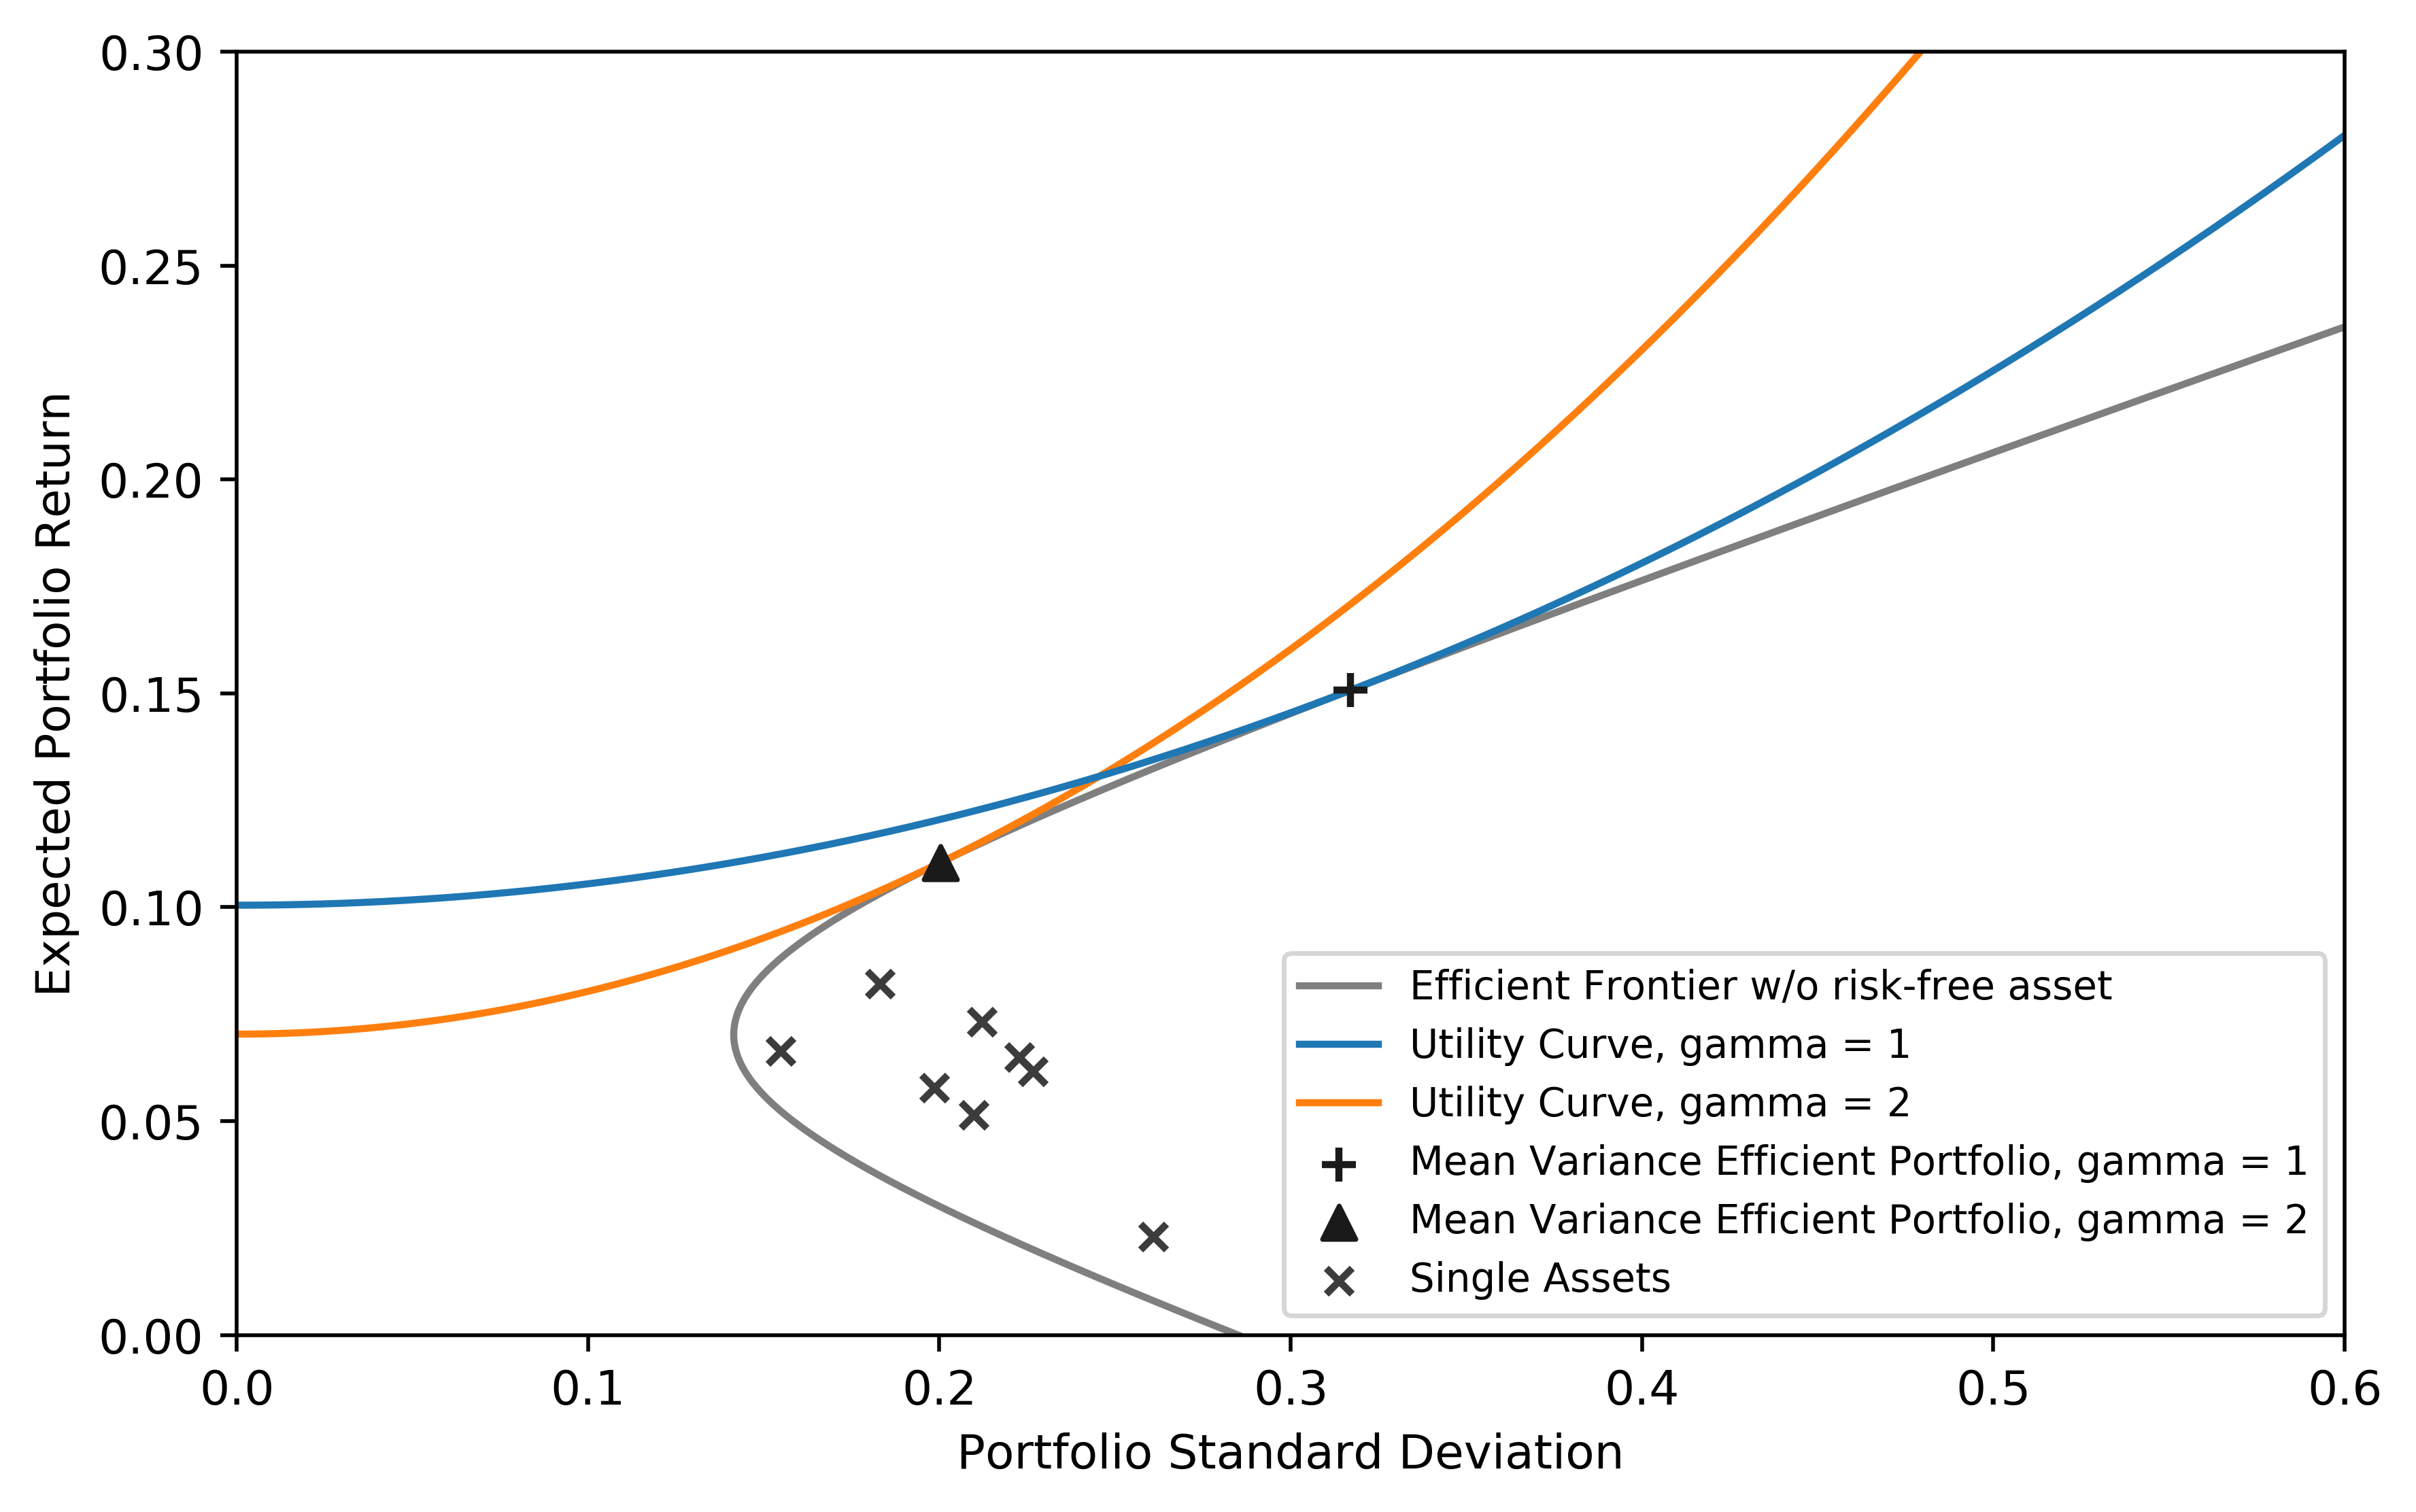 0.30
0.25
0.20
0.15
0.10
0.05
0.00
Expected Portfolio Return
Efficient Frontier w/o risk-free asset
Utility Curve, gamma = 1
Utility Curve, gamma = 2
Mean Variance Efficient Portfolio, gamma = 1
Mean Variance Efficient Portfolio, gamma = 2
Single Assets
0.0 0.1 0.2 0.3 0.4 0.5 0.6
Portfolio Standard Deviation